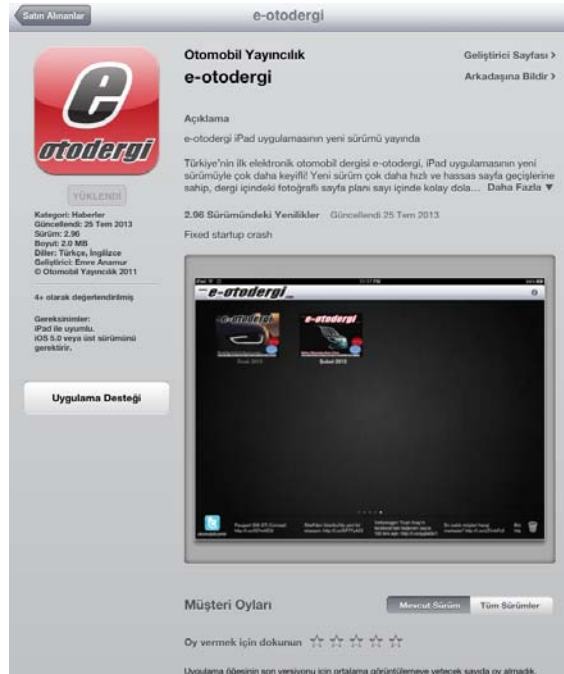 Satın Alınanlar
e-otodergi
e
otodergi
Otomobil Yayıncılık
Geliştirici Sayfası >
e-otodergi
Arkadaşına Bildir >
Açıklama
e-otodergi iPad uygulamasının yeni sürümü yayında
Türkiye'nin ilk elektronik otomobil dergisi e-otodergi, iPad uygulamasının yeni
sürümüyle çok daha keyifli! Yeni sürüm çok daha hızlı ve hassas sayfa geçişlerine
sahip, dergi içindeki fotoğraflı sayfa planı sayı içinde kolay dola... Daha Fazla ▼
YÜKLENDİ
Kategori: Haberler
Güncellendi: 25 Tem 2013
Sürüm: 2.96
Boyut: 2.0 MB
Diller: Türkçe, İngilizce
Geliştirici: Emre Anamur
© Otomobil Yayıncılık 2011
4+ olarak değerlendirilmiş
Gereksinimler:
iPad ile uyumlu.
iOS 5.0 veya üst sürümünü
gerektirir.
Uygulama Desteği
2.96 Sürümündeki Yenilikler Güncellendi 25 Tem 2013
Fixed startup crash
e-otodergi
e-otodergi
e-otodergi
Ocak 2013
Şubat 2013
Müşteri Oyları
Mevcut Sürüm
Tüm Sürümler
Oy vermek için dokunun
Uygulama öğesinin son versiyonu için ortalama görüntülemeye yetecek sayıda oy almadık.